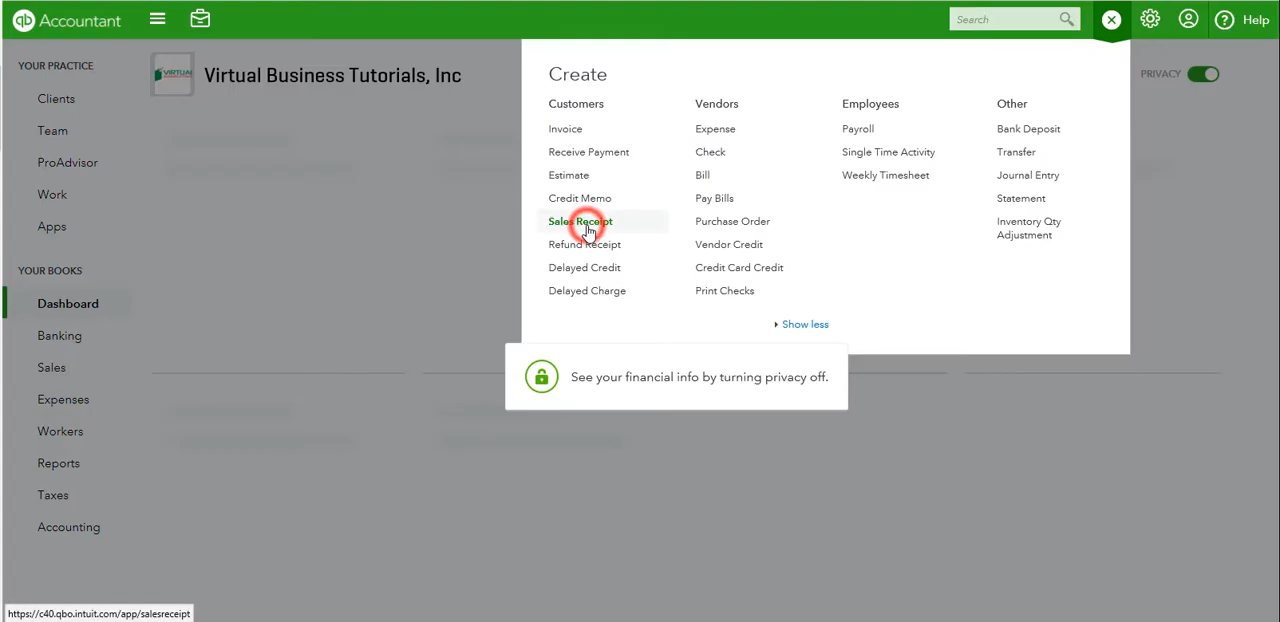 qb Accountant
Search
Help
YOUR PRACTICE
Clients
Team
ProAdvisor
Work
Apps
YOUR BOOKS
Dashboard
Banking
Sales
Expenses
Workers
Reports
Taxes
Accounting
VIRTUAL
Virtual Business Tutorials, Inc
PRIVACY
Create
Customers
Invoice
Receive Payment
Estimate
Credit Memo
Sales Receipt
Refund Receipt
Delayed Credit
Delayed Charge
Vendors
Expense
Check
Bill
Pay Bills
Purchase Order
Vendor Credit
Credit Card Credit
Print Checks
Employees
Payroll
Single Time Activity
Weekly Timesheet
Other
Bank Deposit
Transfer
Journal Entry
Statement
Inventory Qty
Adjustment
Show less
See your financial info by turning privacy off.
https://c40.qbo.intuit.com/app/salesreceipt